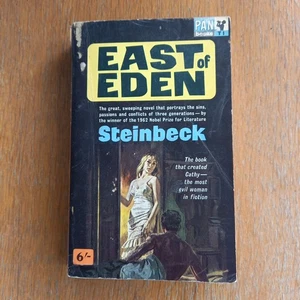 PAN
books
EAST of
EDEN
The great, sweeping novel that portrays the sins,
passions and conflicts of three generations—by
the winner of the 1962 Nobel Prize for Literature
Steinbeck
The book
that created
Cathy—
the most
evil woman
in fiction
6/-